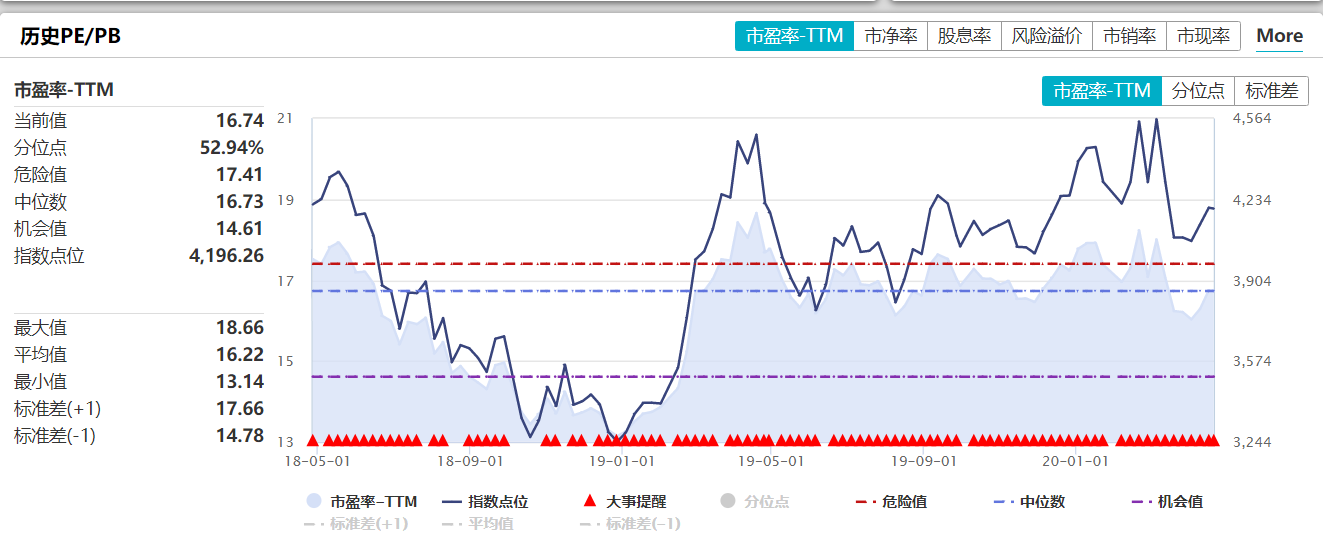 历史PE/PB
市盈率-TTM 市净率 股息率 风险溢价 市销率 市现率 More
市盈率-TTM
市盈率-TTM 分位点 标准差
当前值 16.74
分位点 52.94%
危险值 17.41
中位数 16.73
机会值 14.61
指数点位 4,196.26
最大值 18.66
平均值 16.22
最小值 13.14
标准差(+1) 17.66
标准差(-1) 14.78
21
19
17
15
13
4,564
4,234
3,904
3,574
3,244
18-05-01 18-09-01 19-01-01 19-05-01 19-09-01 20-01-01
市盈率-TTM 指数点位 大事提醒 分位点 危险值 中位数 机会值
标准差(+1) 平均值 标准差(-1)